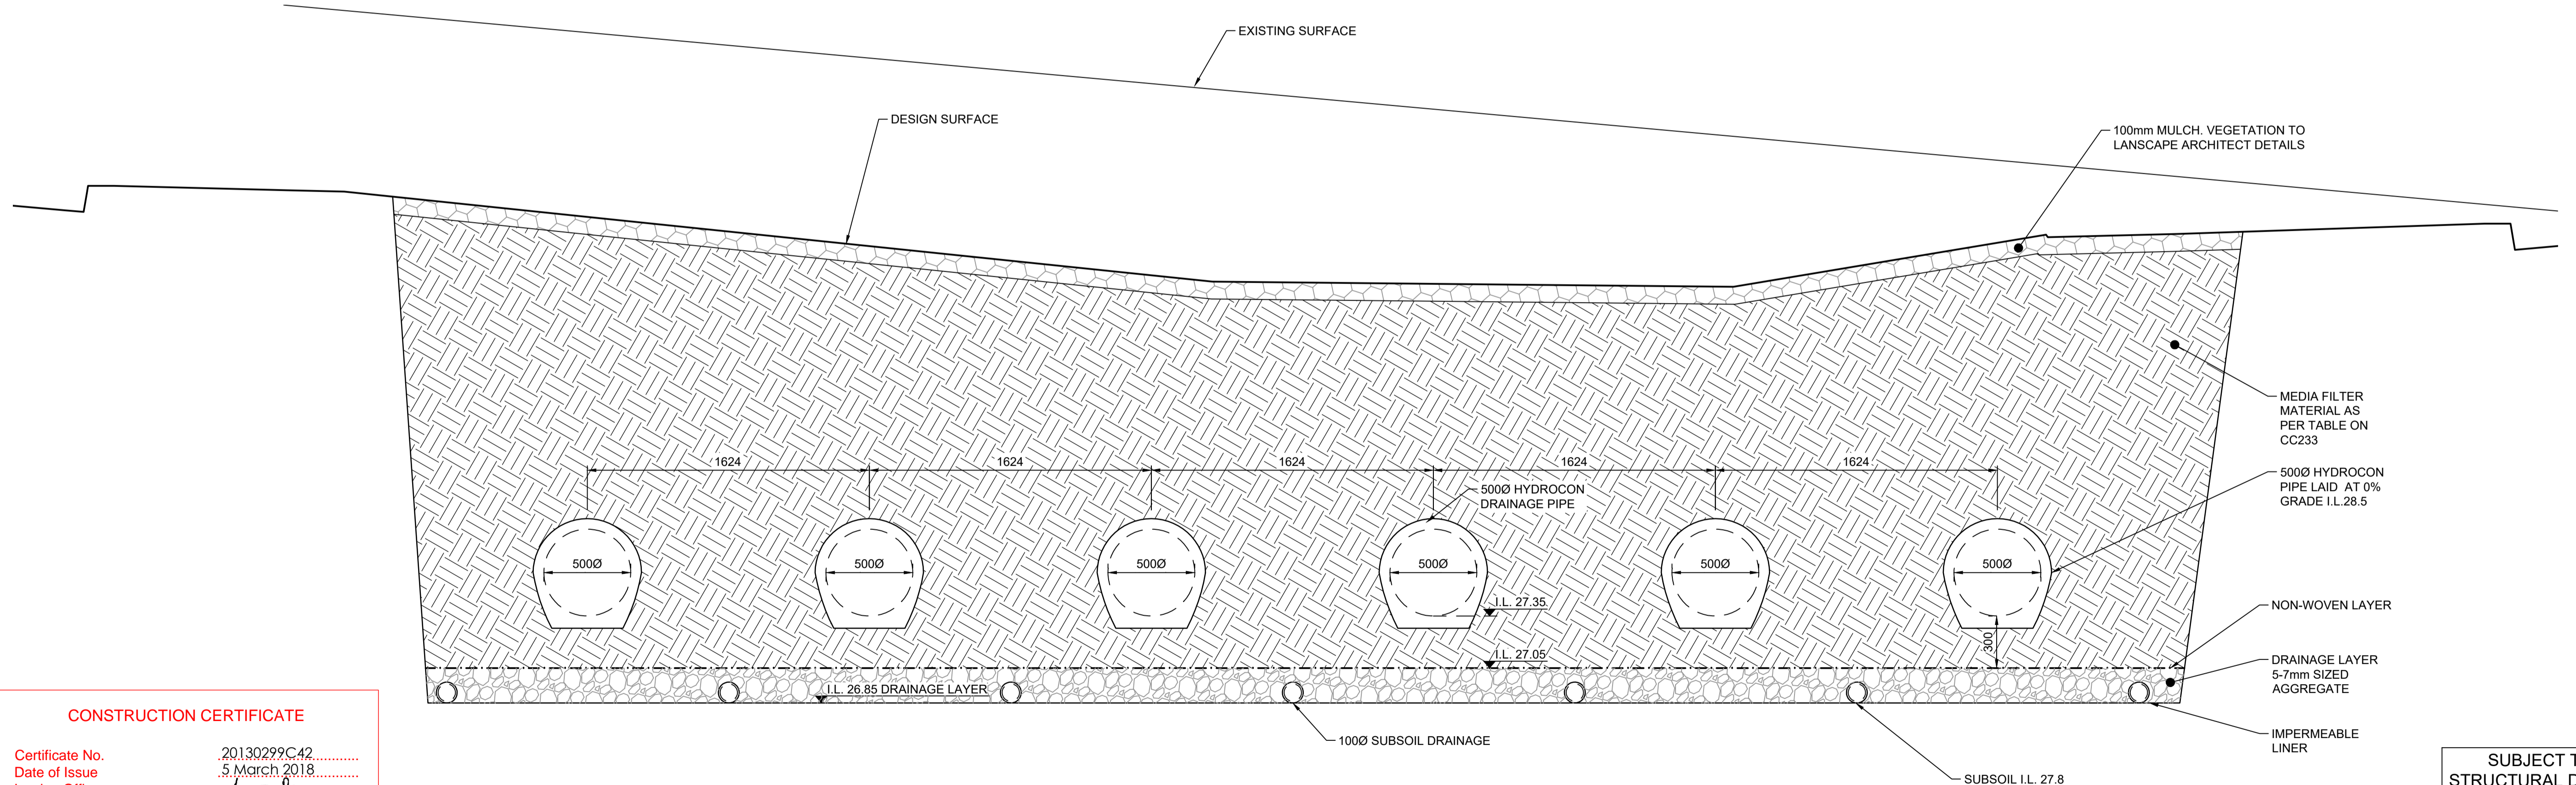 EXISTING SURFACE
DESIGN SURFACE
100mm MULCH. VEGETATION TO
LANSCAPE ARCHITECT DETAILS
MEDIA FILTER
MATERIAL AS
PER TABLE ON
CC233
1624
1624
1624
1624
1624
500Ø HYDROCON
DRAINAGE PIPE
500Ø HYDROCON
PIPE LAID AT 0%
GRADE I.L.28.5
500Ø
500Ø
500Ø
500Ø
500Ø
500Ø
I.L. 27.35
NON-WOVEN LAYER
300
I.L. 27.05
DRAINAGE LAYER
5-7mm SIZED
AGGREGATE
I.L. 26.85 DRAINAGE LAYER
IMPERMEABLE
LINER
100Ø SUBSOIL DRAINAGE
SUBSOIL I.L. 27.8
CONSTRUCTION CERTIFICATE
Certificate No. 20130299C42
Date of Issue 5 March 2018
SUBJECT T
STRUCTURAL D